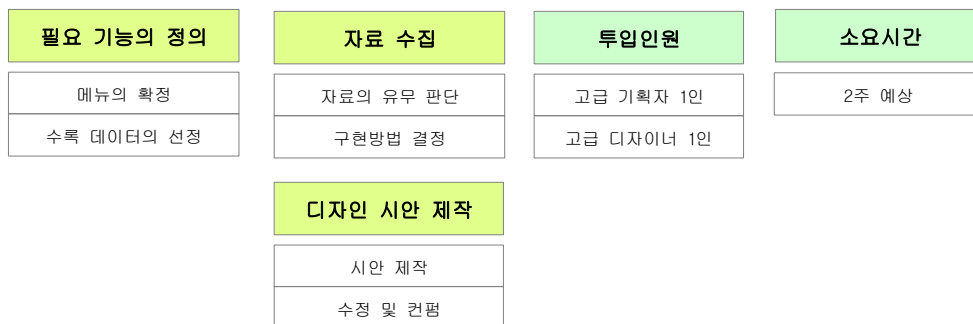 필요 기능의 정의
메뉴의 확정
수록 데이터의 선정
자료 수집
자료의 유무 판단
구현방법 결정
투입인원
고급 기획자 1인
고급 디자이너 1인
소요시간
2주 예상
디자인 시안 제작
시안 제작
수정 및 컨펌